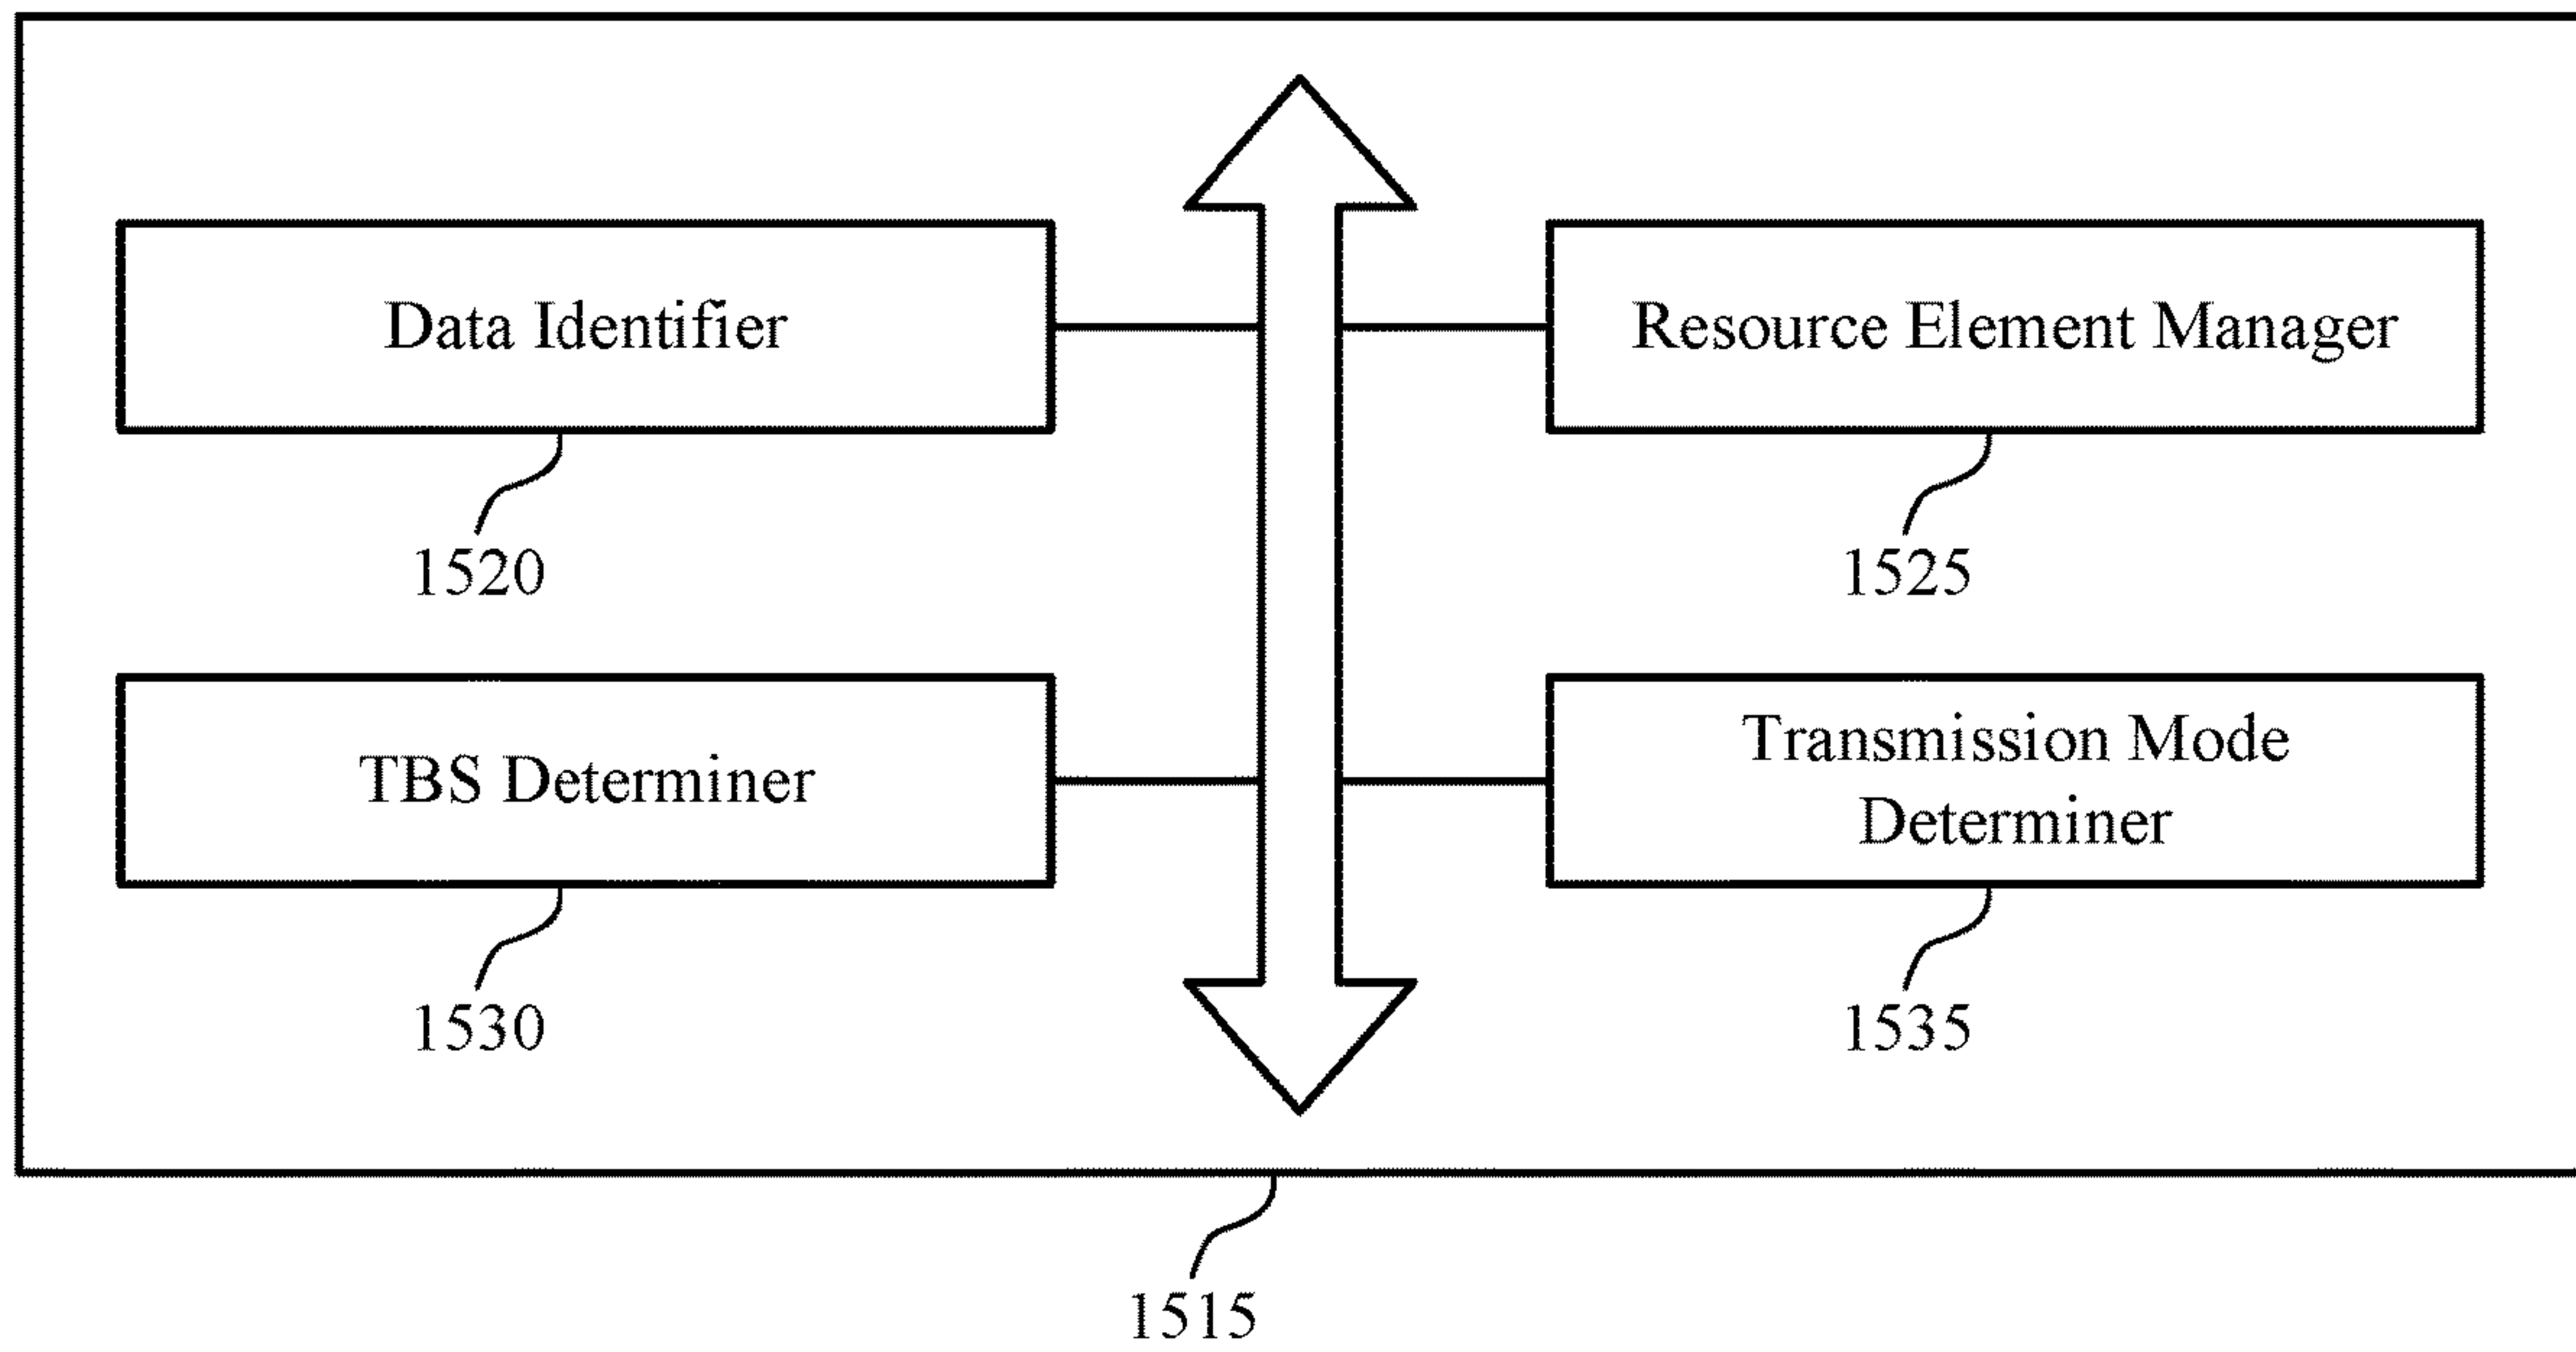 Data Identifier
Resource Element Manager
1520
1525
TBS Determiner
Transmission Mode
Determiner
1530
1535
1515